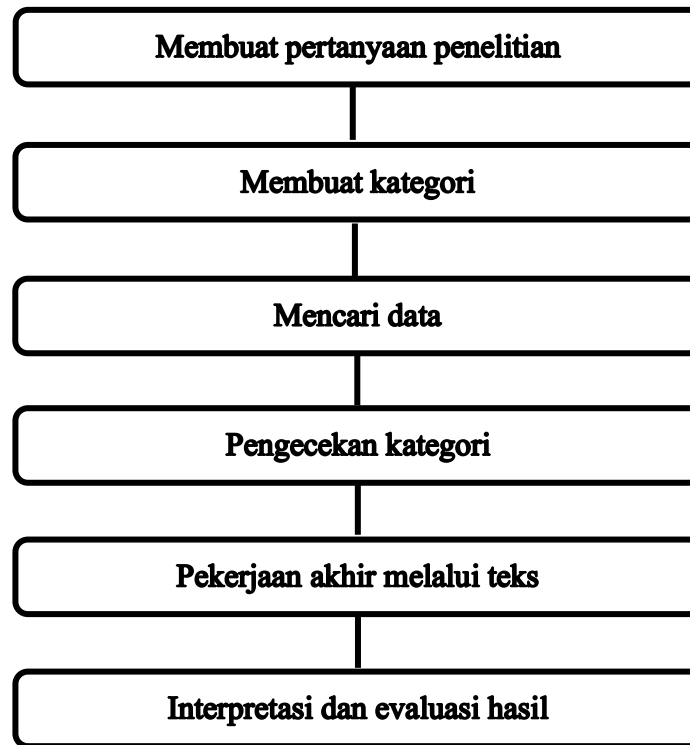 Membuat pertanyaan penelitian
Membuat kategori
Mencari data
Pengecekan kategori
Pekerjaan akhir melalui teks
Interpretasi dan evaluasi hasil